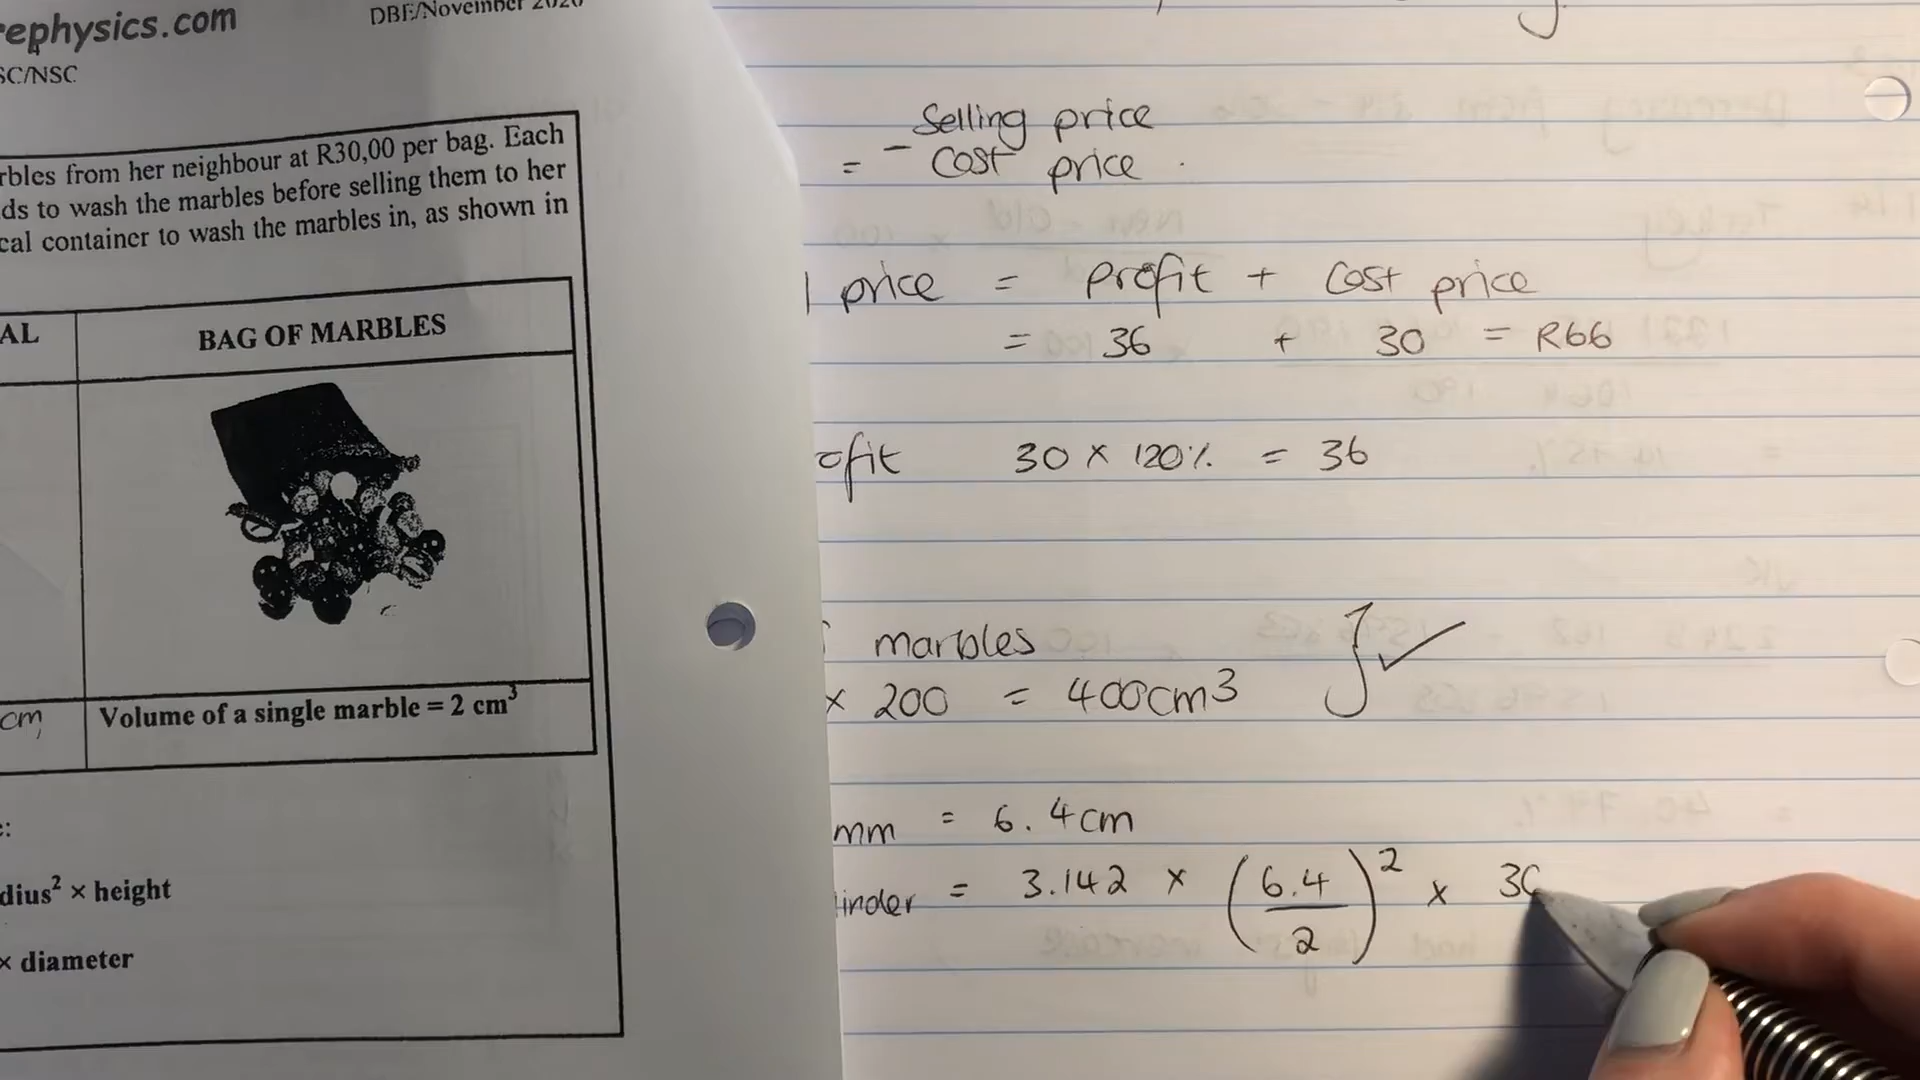 ephysics.com
DBE/November 2020
4
SC/NSC
rbles from her neighbour at R30,00 per bag. Each
ds to wash the marbles before selling them to her
cal container to wash the marbles in, as shown in
AL
BAG OF MARBLES
cm,
Volume of a single marble = 2 cm³
:
dius² × height
× diameter
Selling price
= - Cost price
l price = profit + Cost price
= 36 + 30 = R66
ofit 30 × 120% = 36
marbles
× 200 = 400cm3
mm = 6.4cm
linder = 3.142 × (6.4/2)² × 30